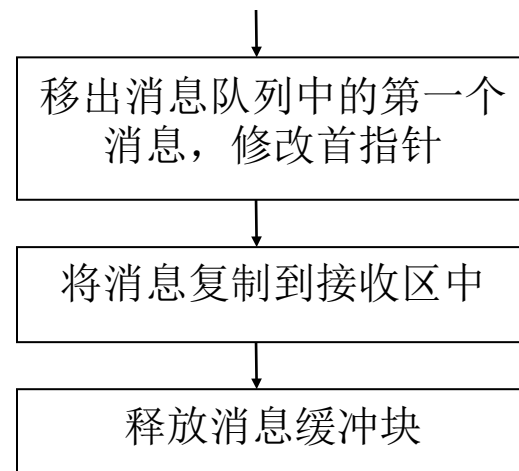 移出消息队列中的第一个
消息，修改首指针
将消息复制到接收区中
释放消息缓冲块